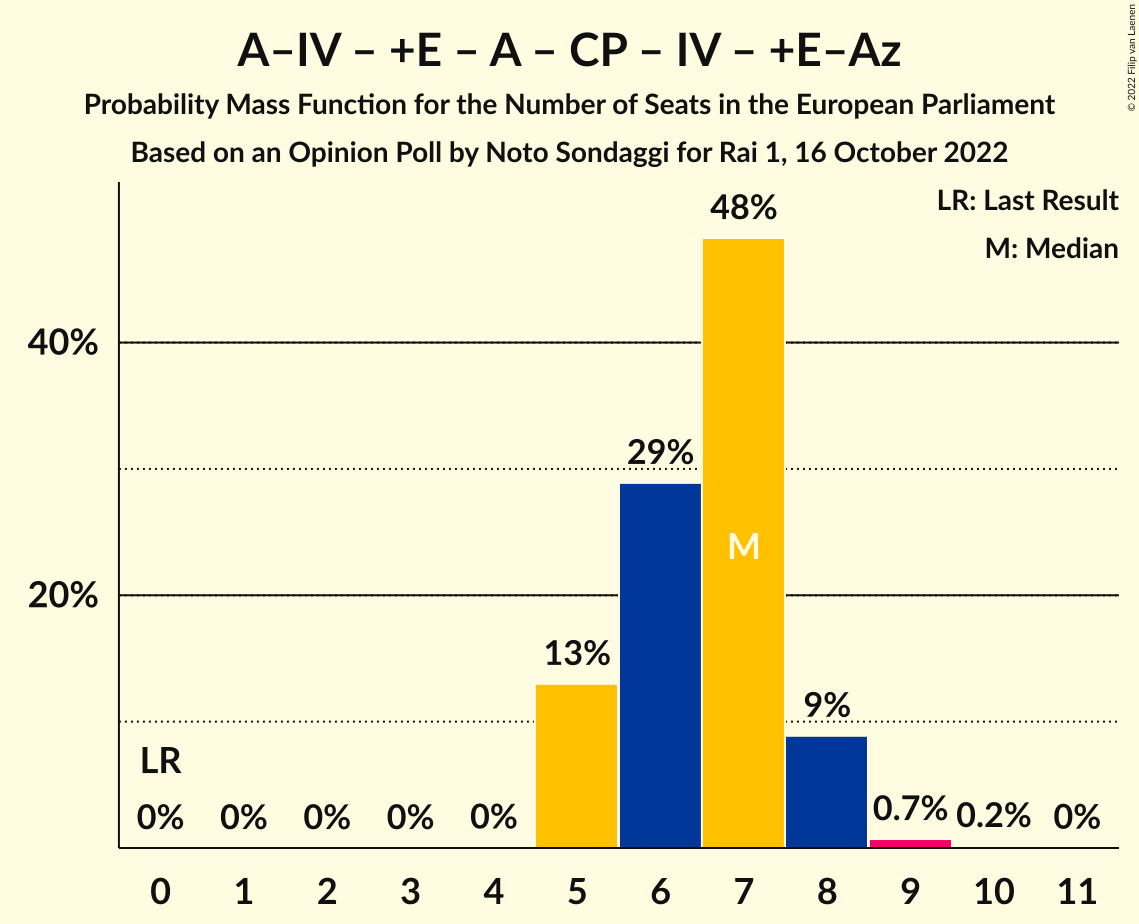 A–IV – +E – A – CP – IV – +E–Az
Probability Mass Function for the Number of Seats in the European Parliament
Based on an Opinion Poll by Noto Sondaggi for Rai 1, 16 October 2022
© 2022 Filip van Laenen
LR: Last Result
M: Median
48%
40%
29%
M
20%
13%
9%
LR
0% 0% 0% 0% 0% 0.7% 0.2% 0%
0 1 2 3 4 5 6 7 8 9 10 11